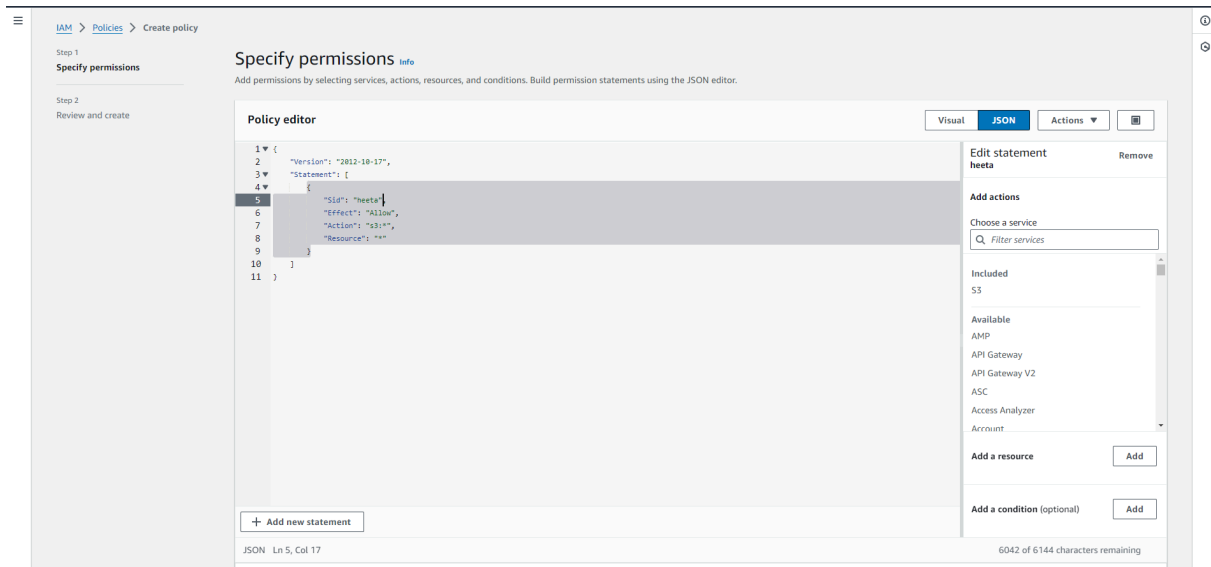 IAM > Policies > Create policy
Step 1
Specify permissions
Step 2
Review and create
Specify permissions Info
Add permissions by selecting services, actions, resources, and conditions. Build permission statements using the JSON editor.
Policy editor
Visual JSON Actions ▼
1 {
2 "Version": "2012-10-17",
3 "Statement": [
4 {
5 "Sid": "heeta",
6 "Effect": "Allow",
7 "Action": "s3:*",
8 "Resource": "*"
9 }
10 ]
11 }
Edit statement Remove
heeta
Add actions
Choose a service
Filter services
Included
S3
Available
AMP
API Gateway
API Gateway V2
ASC
Access Analyzer
Account
Add a resource Add
Add a condition (optional) Add
+ Add new statement
JSON Ln 5, Col 17
6042 of 6144 characters remaining